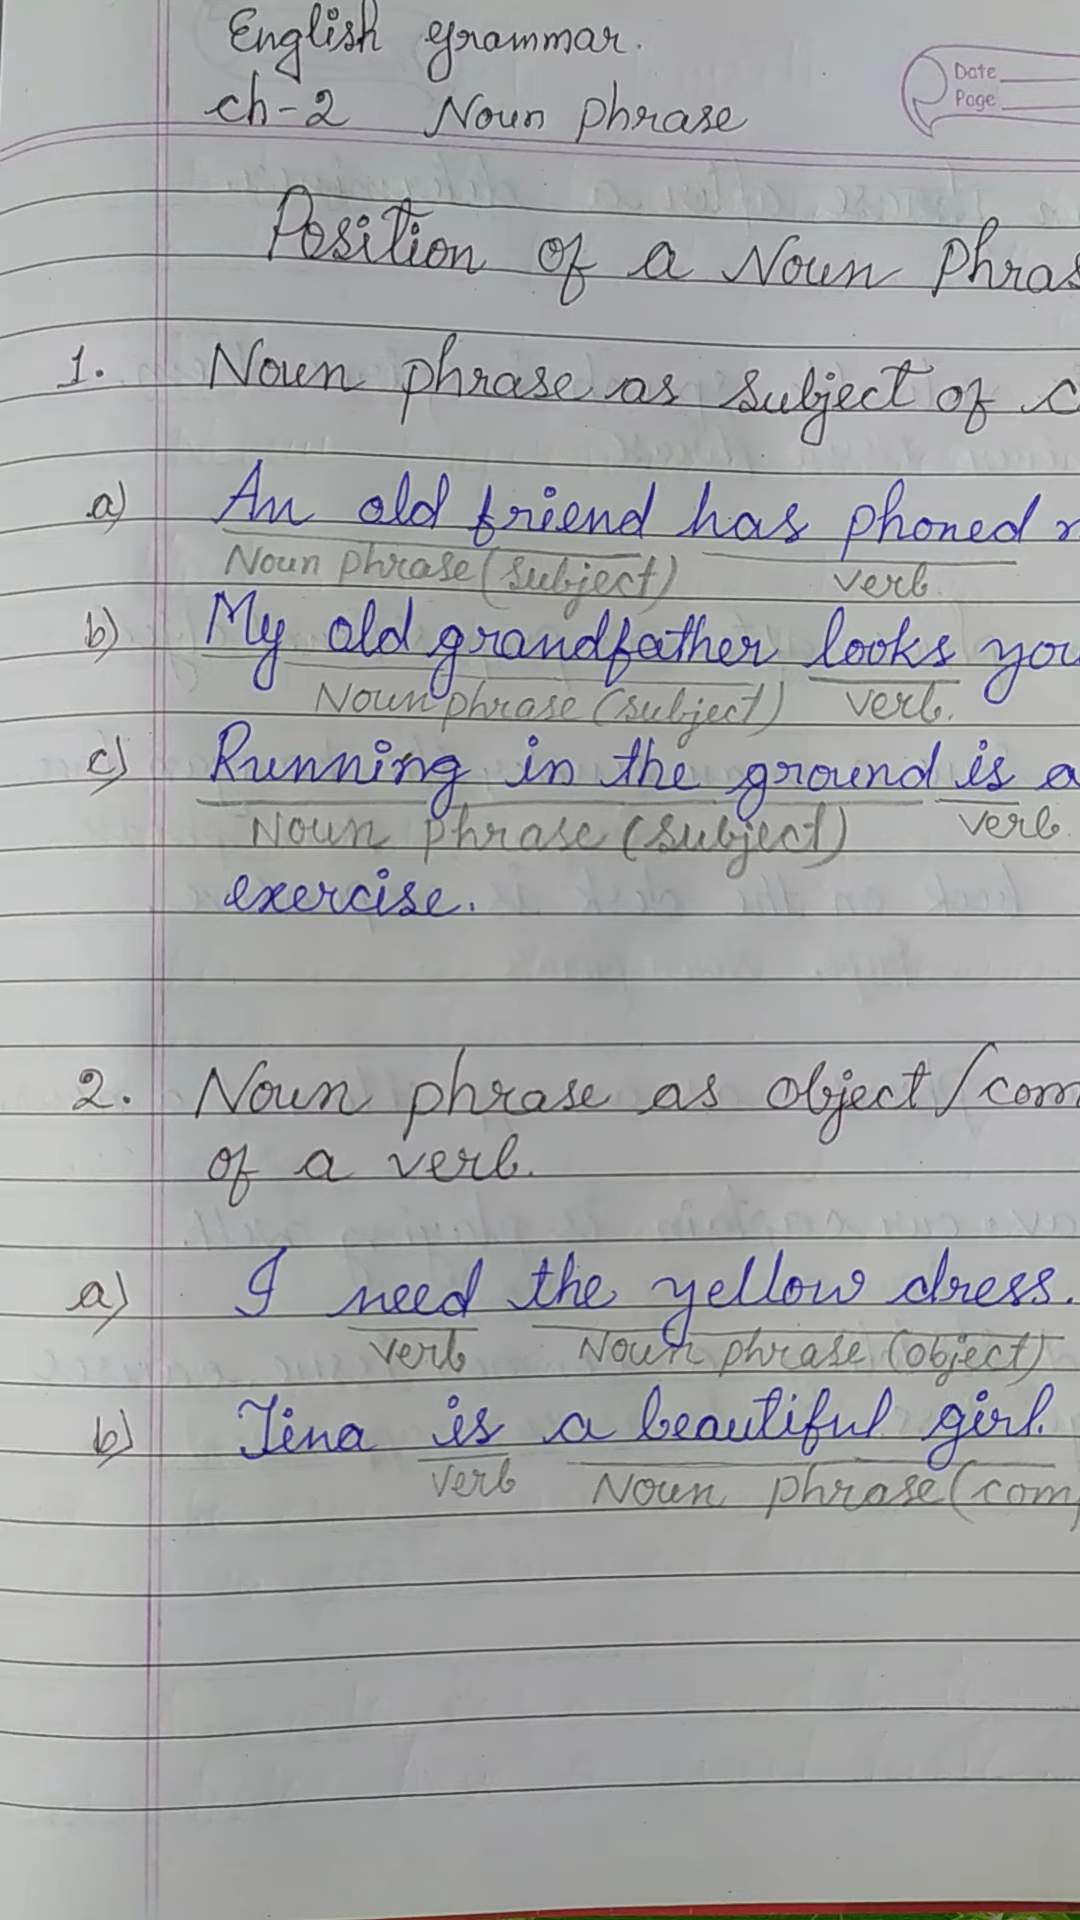 English grammar.
ch-2 Noun phrase
Date
Page
Position of a Noun Phras
1. Noun phrase as subject of c
a) An old friend has phoned
Noun phrase (subject) verb.
b) My old grandfather looks you
Noun phrase (subject) verb.
c) Running in the ground is a
Noun phrase (subject) verb
exercise.
2. Noun phrase as object/com
of a verb.
a) I need the yellow dress.
verb Noun phrase (object)
b) Tina is a beautiful girl.
verb Noun phrase (com